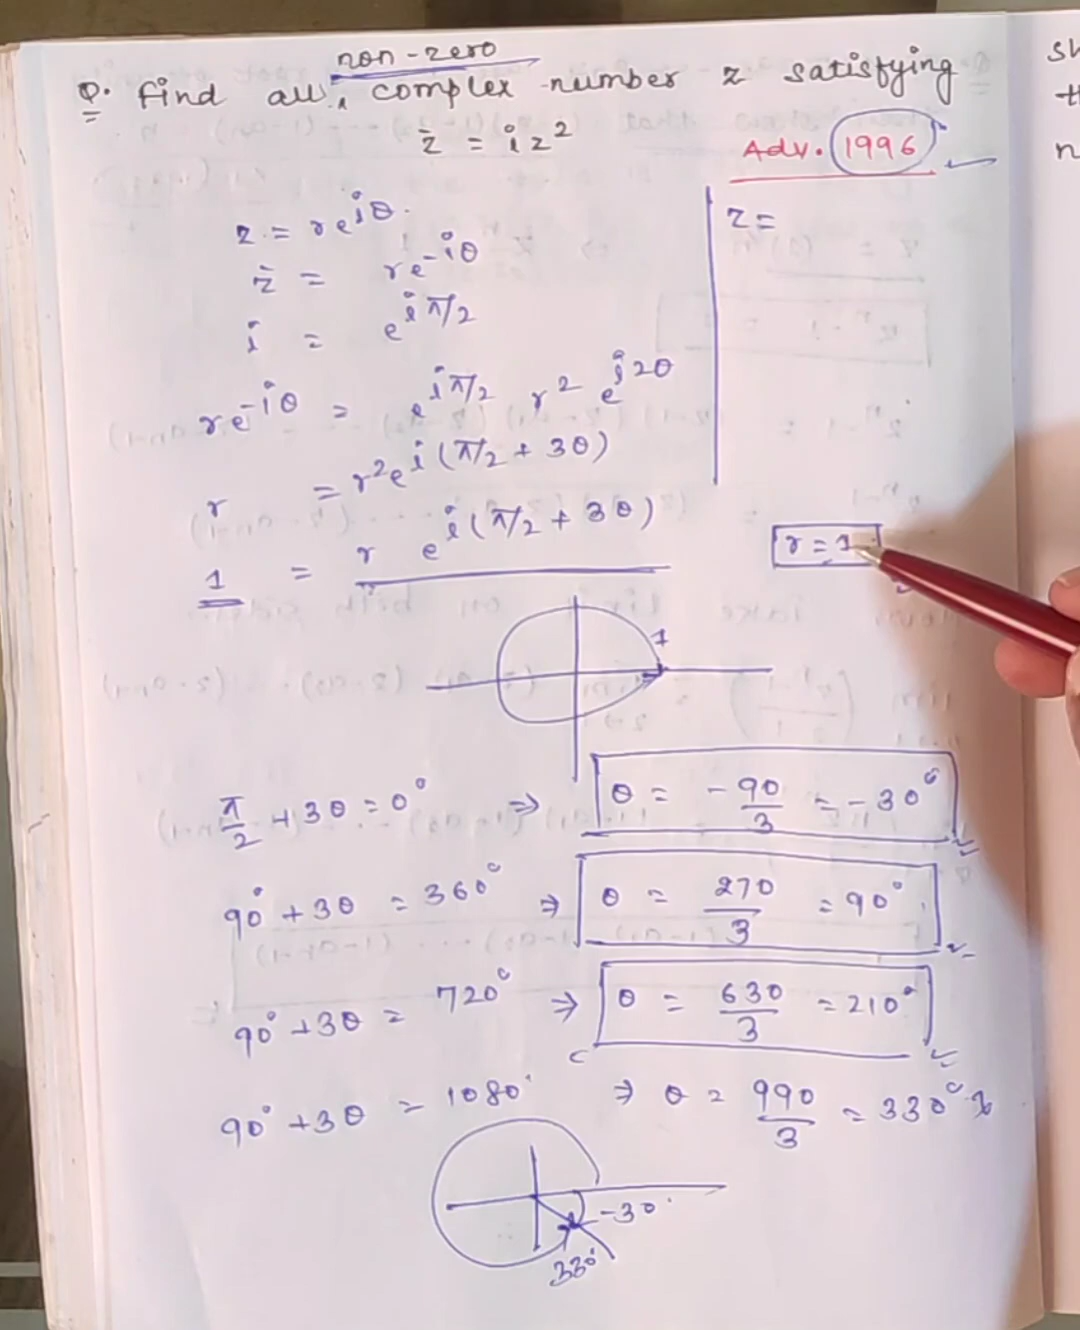 non-zero
Q. Find all, complex number z satisfying
z̄ = iz²
Adv. 1996
z = re^iθ.
z̄ = re^-iθ
i = e^iπ/2
re^-iθ = e^iπ/2 r² e^i2θ
r = r²e^i(π/2 + 3θ)
1 = r e^i(π/2 + 3θ)
z =
r = 1
1
π/2 + 3θ = 0° ⇒ θ = -90/3 = -30°
90° + 3θ = 360° ⇒ θ = 270/3 = 90°
90° + 3θ = 720° ⇒ θ = 630/3 = 210°
90° + 3θ = 1080° ⇒ θ = 990/3 = 330°
-30°
330°